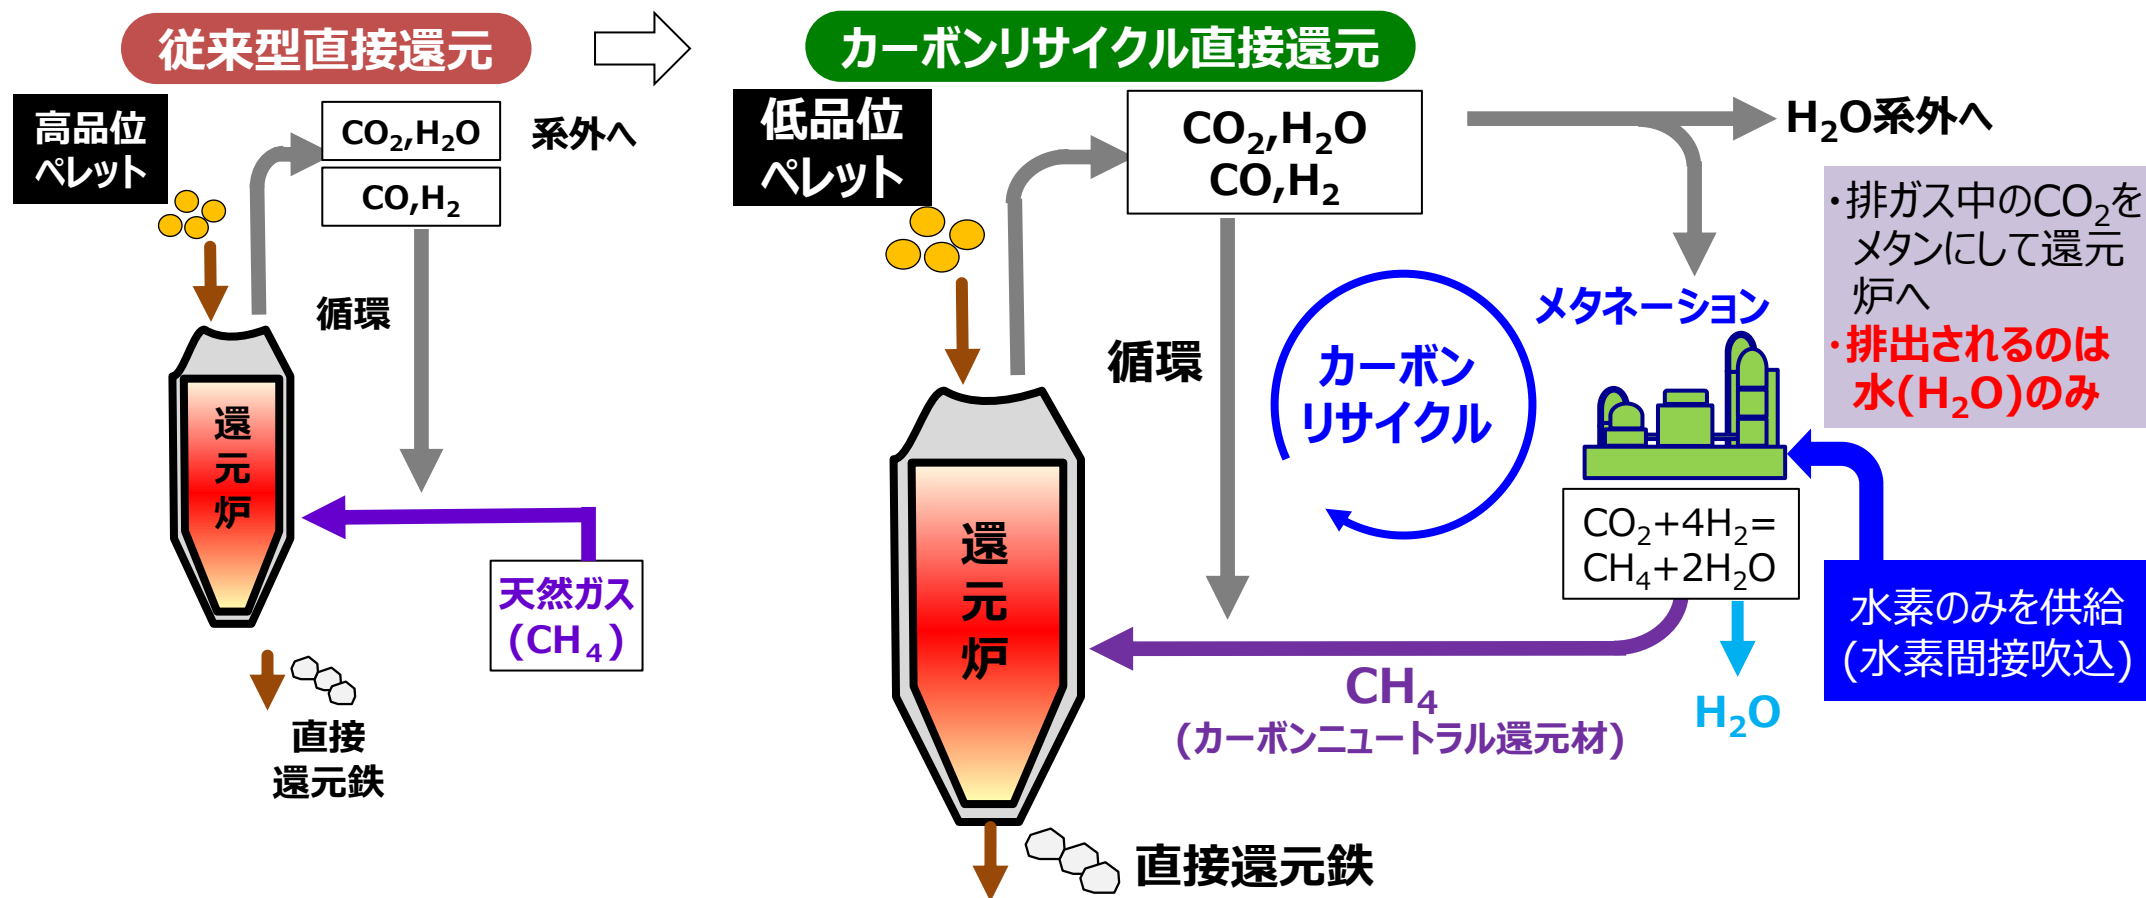 従来型直接還元
高品位
ペレット
CO₂,H₂O
系外へ
CO,H₂
循環
還
元
炉
天然ガス
(CH₄)
直接
還元鉄
カーボンリサイクル直接還元
低品位
ペレット
CO₂,H₂O
CO,H₂
H₂O系外へ
・排ガス中のCO₂を
メタンにして還元
炉へ
・排出されるのは
水(H₂O)のみ
メタネーション
循環
カーボン
リサイクル
還
元
炉
CO₂+4H₂=
CH₄+2H₂O
水素のみを供給
(水素間接吹込)
H₂O
CH₄
(カーボンニュートラル還元材)
直接還元鉄